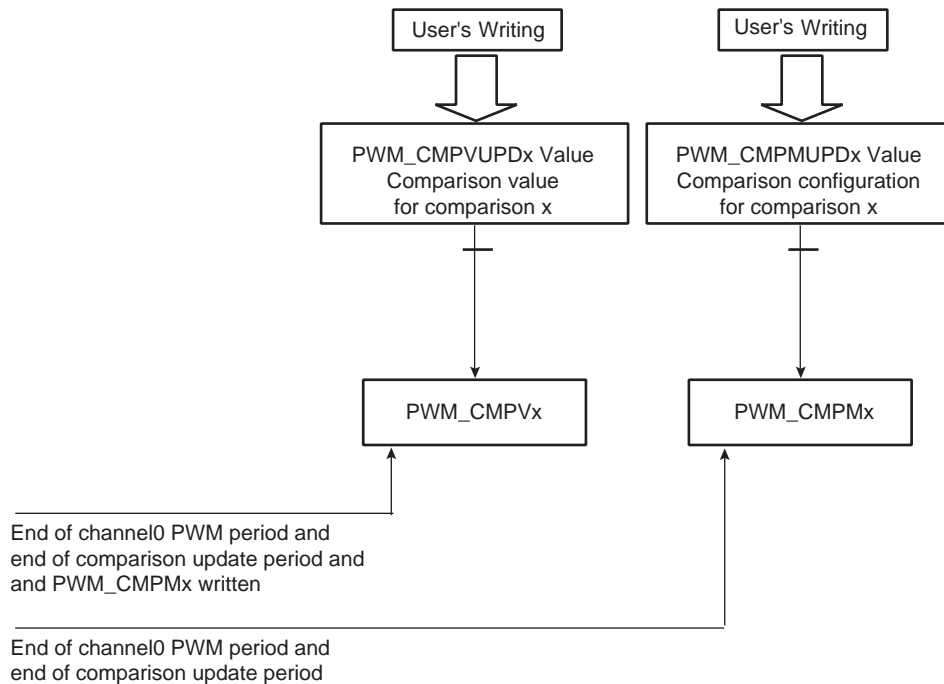 User's Writing
User's Writing
PWM_CMPVUPDx Value
Comparison value
for comparison x
PWM_CMPMUPDx Value
Comparison configuration
for comparison x
PWM_CMPVx
PWM_CMPMx
End of channel0 PWM period and
end of comparison update period and
and PWM_CMPMx written
End of channel0 PWM period and
end of comparison update period